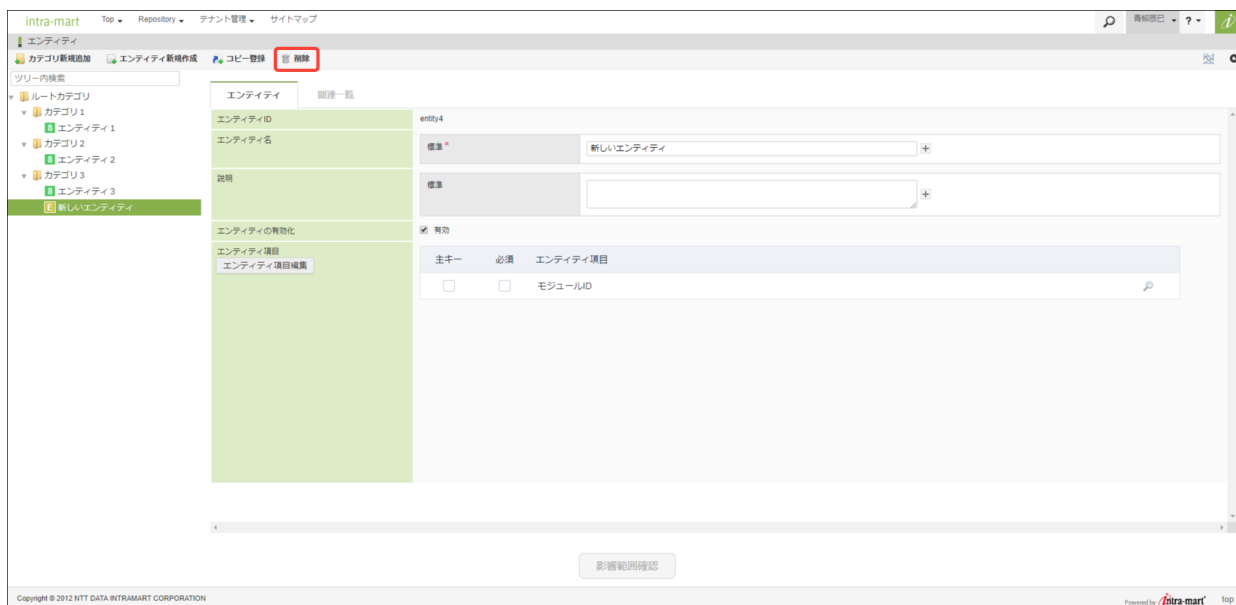 intra-mart Top Repository テナント管理 サイトマップ 青柳辰巳 ?
エンティティ
カテゴリ新規追加 エンティティ新規作成 コピー登録 削除
ツリー内検索
ルートカテゴリ
カテゴリ1
エンティティ1
カテゴリ2
エンティティ2
カテゴリ3
エンティティ3
新しいエンティティ
エンティティ 関連一覧
エンティティID entity4
エンティティ名 標準* 新しいエンティティ
説明 標準
エンティティの有効化 有効
エンティティ項目
エンティティ項目編集
主キー 必須 エンティティ項目
モジュールID
影響範囲確認
Copyright © 2012 NTT DATA INTRAMART CORPORATION Powered by intra-mart top